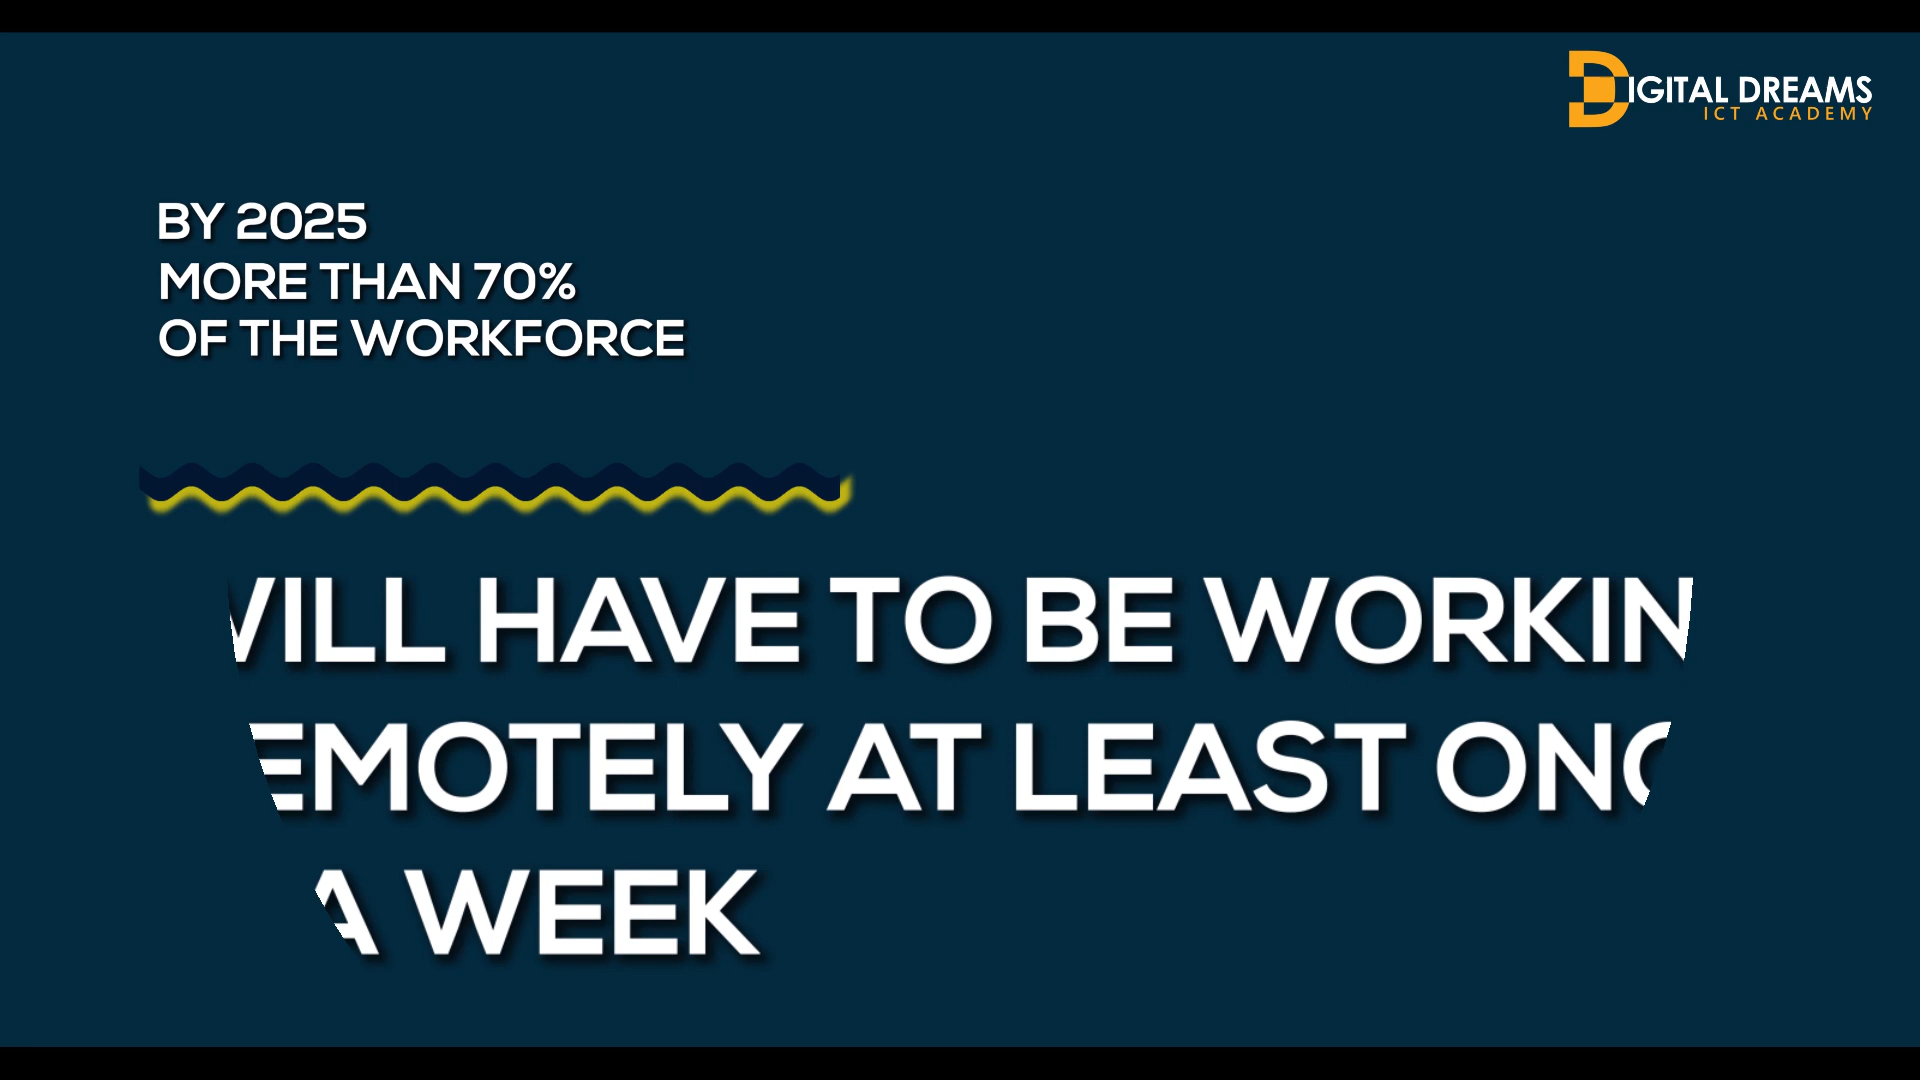 DIGITAL DREAMS
ICT ACADEMY
BY 2025
MORE THAN 70%
OF THE WORKFORCE
WILL HAVE TO BE WORKIN
EMOTELY AT LEAST ONC
A WEEK